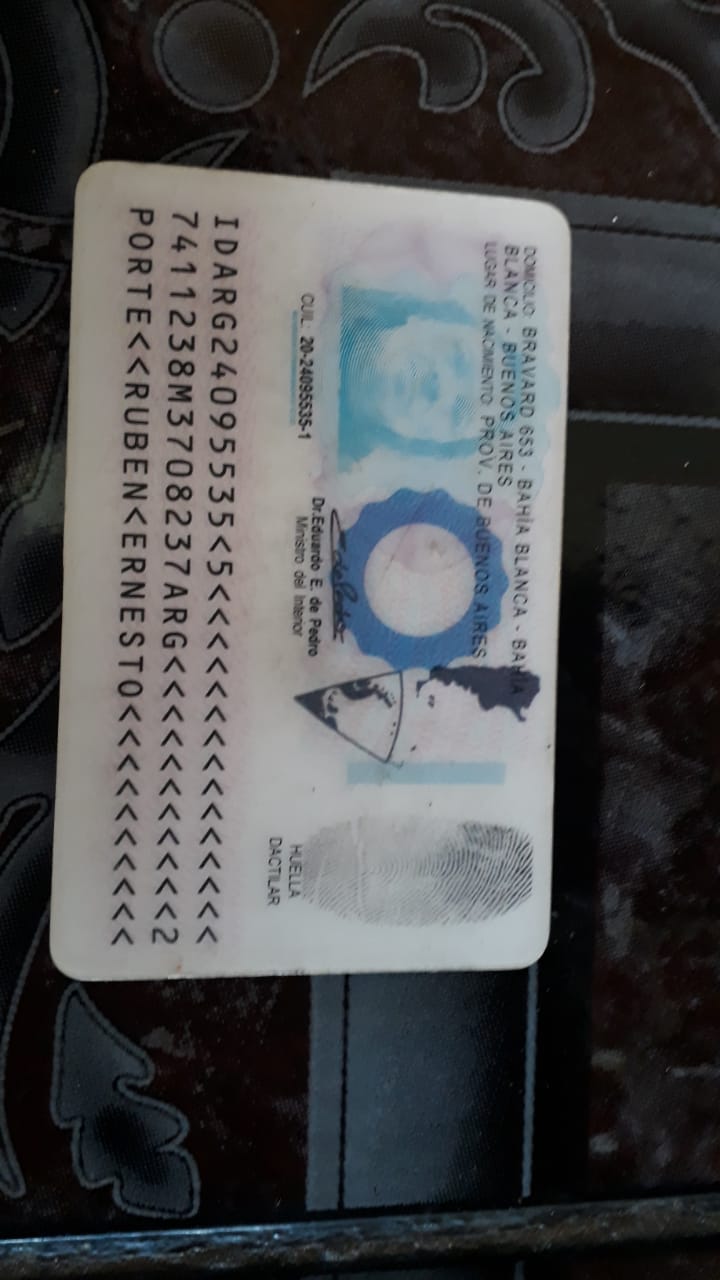 DOMICILIO: BRAVARD 653 - BAHÍA BLANCA - BAHÍA
BLANCA - BUENOS AIRES
LUGAR DE NACIMIENTO: PROV. DE BUENOS AIRES
CUIL: 20-24095535-1
Dr. Eduardo E. de Pedro
Ministro del Interior
HUELLA
DACTILAR
IDARG24095535<5<<<<<<<<<<<<<<<
7411238M3708237ARG<<<<<<<<<<<2
PORTE<<RUBEN<ERNESTO<<<<<<<<<<